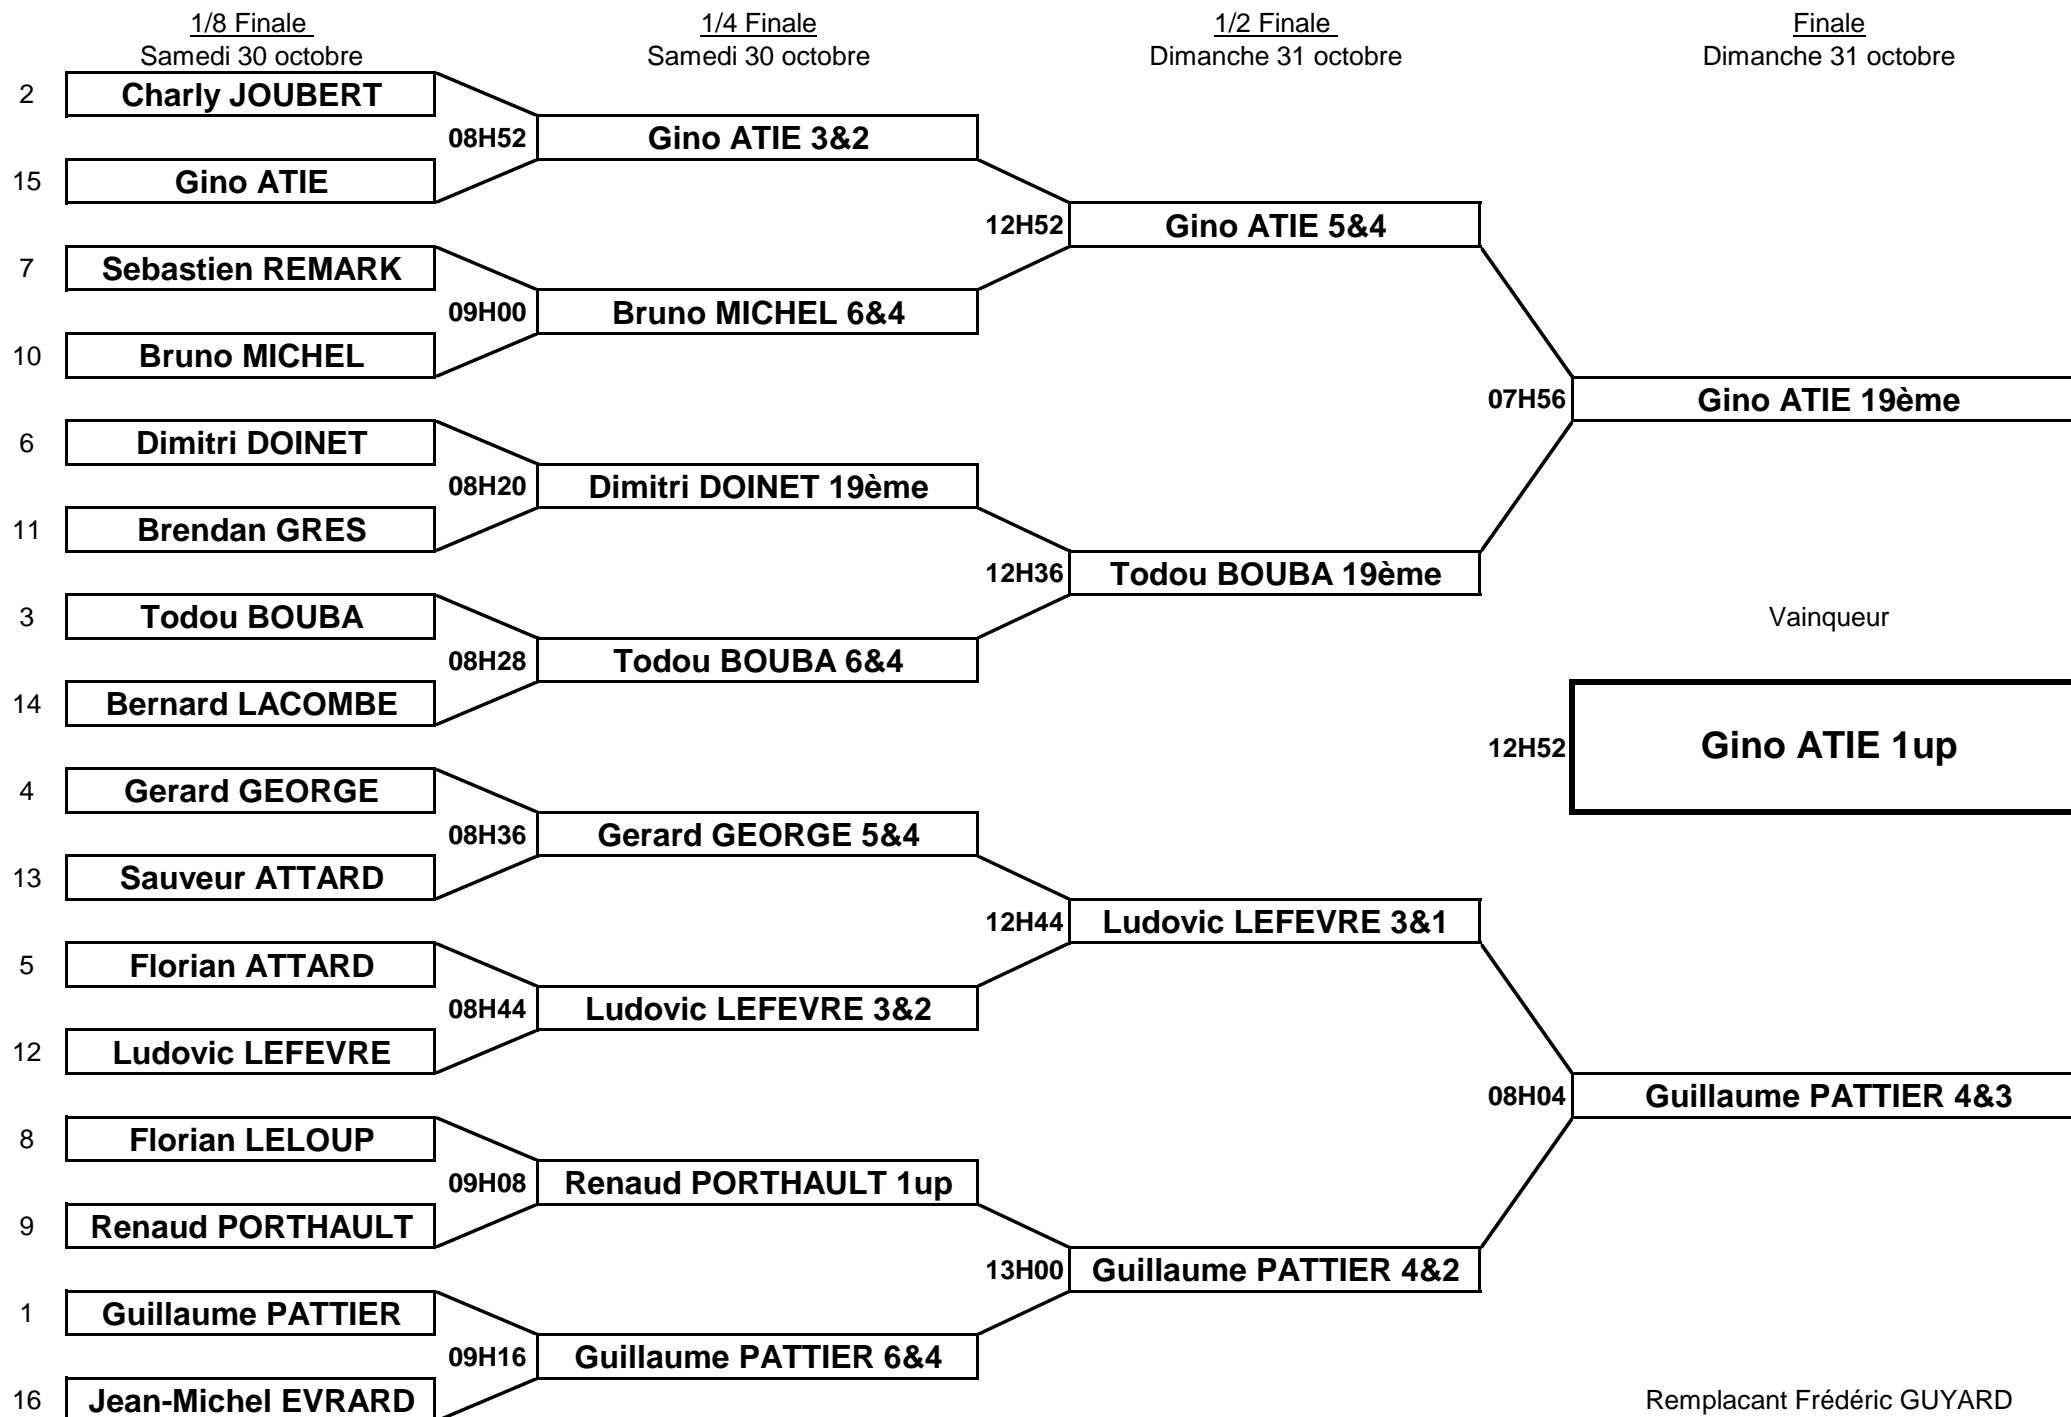 1/8 Finale
Samedi 30 octobre
1/4 Finale
Samedi 30 octobre
1/2 Finale
Dimanche 31 octobre
Finale
Dimanche 31 octobre
2 Charly JOUBERT
08H52 Gino ATIE 3&2
15 Gino ATIE
12H52 Gino ATIE 5&4
7 Sebastien REMARK
09H00 Bruno MICHEL 6&4
10 Bruno MICHEL
07H56 Gino ATIE 19ème
6 Dimitri DOINET
08H20 Dimitri DOINET 19ème
11 Brendan GRES
12H36 Todou BOUBA 19ème
3 Todou BOUBA
Vainqueur
08H28 Todou BOUBA 6&4
14 Bernard LACOMBE
12H52 Gino ATIE 1up
4 Gerard GEORGE
08H36 Gerard GEORGE 5&4
13 Sauveur ATTARD
12H44 Ludovic LEFEVRE 3&1
5 Florian ATTARD
08H44 Ludovic LEFEVRE 3&2
12 Ludovic LEFEVRE
08H04 Guillaume PATTIER 4&3
8 Florian LELOUP
09H08 Renaud PORTHAULT 1up
9 Renaud PORTHAULT
13H00 Guillaume PATTIER 4&2
1 Guillaume PATTIER
09H16 Guillaume PATTIER 6&4
16 Jean-Michel EVRARD
Remplacant Frédéric GUYARD